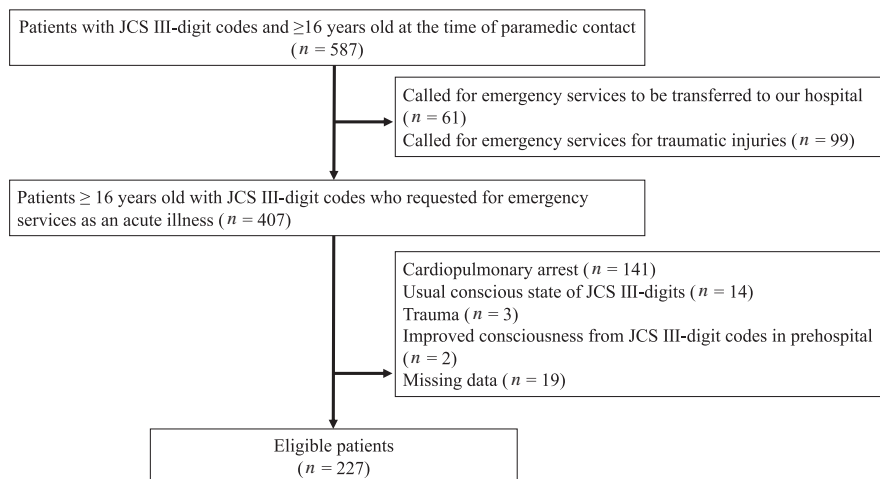 Patients with JCS III-digit codes and ≥16 years old at the time of paramedic contact
(n = 587)
Called for emergency services to be transferred to our hospital
(n = 61)
Called for emergency services for traumatic injuries (n = 99)
Patients ≥ 16 years old with JCS III-digit codes who requested for emergency
services as an acute illness (n = 407)
Cardiopulmonary arrest (n = 141)
Usual conscious state of JCS III-digits (n = 14)
Trauma (n = 3)
Improved consciousness from JCS III-digit codes in prehospital
(n = 2)
Missing data (n = 19)
Eligible patients
(n = 227)